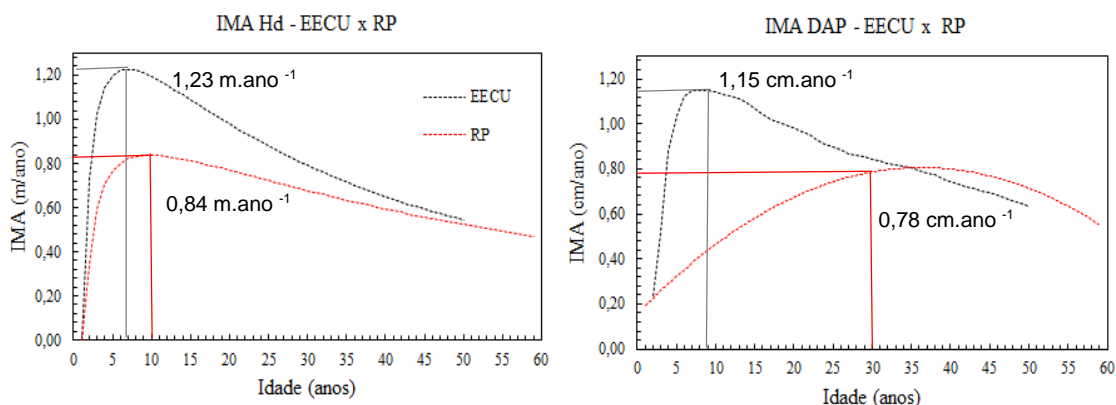 IMA Hd - EECU x RP
1,23 m.ano -1
EECU
RP
0,84 m.ano -1
IMA (m/ano)
1,20
1,00
0,80
0,60
0,40
0,20
0,00
0 5 10 15 20 25 30 35 40 45 50 55 60
Idade (anos)
IMA DAP - EECU x RP
1,15 cm.ano -1
0,78 cm.ano -1
IMA (cm/ano)
1,20
1,00
0,80
0,60
0,40
0,20
0,00
0 5 10 15 20 25 30 35 40 45 50 55 60
Idade (anos)